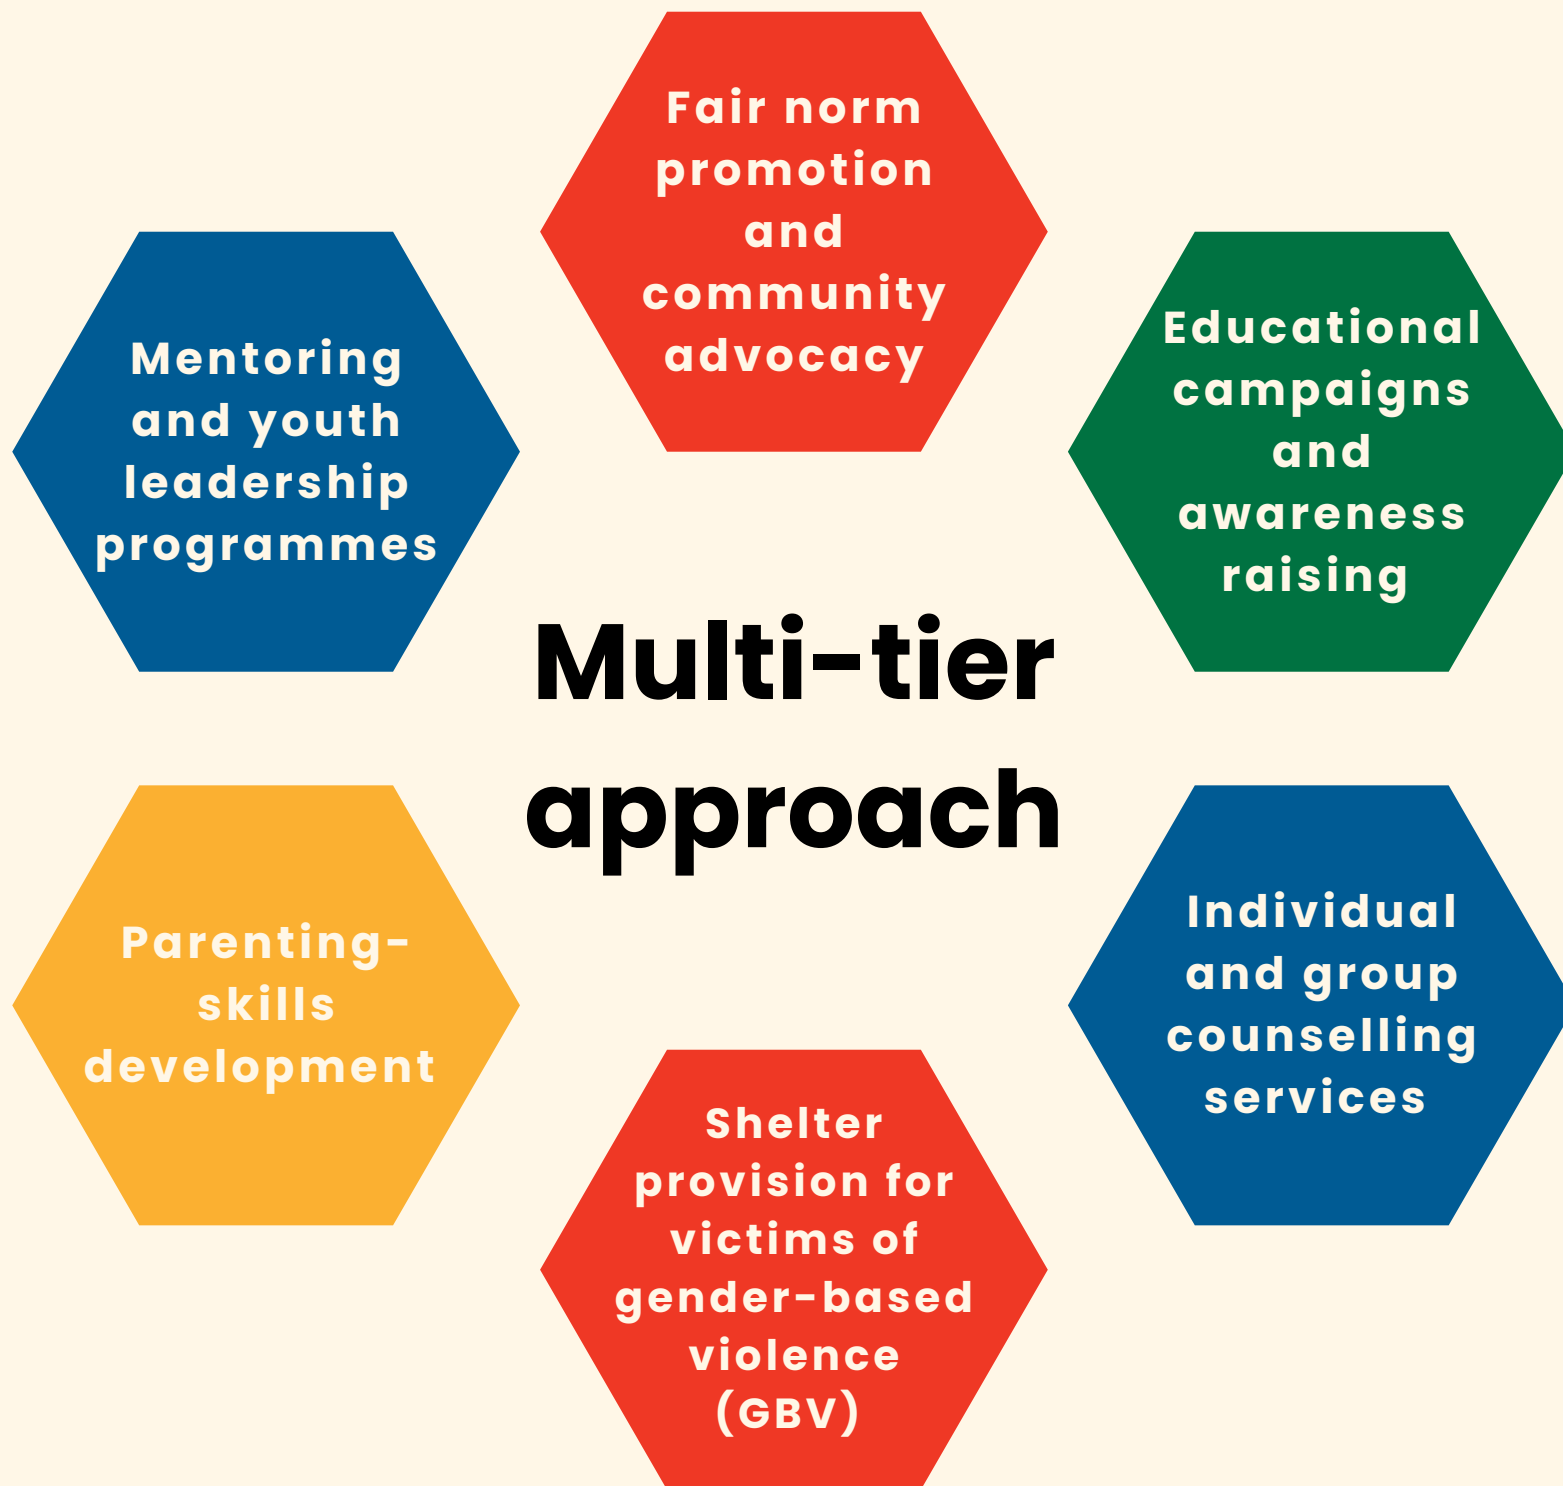 Fair norm
promotion
and
community
advocacy
Mentoring
and youth
leadership
programmes
Educational
campaigns
and
awareness
raising
Multi-tier
approach
Parenting-
skills
development
Individual
and group
counselling
services
Shelter
provision for
victims of
gender-based
violence
(GBV)